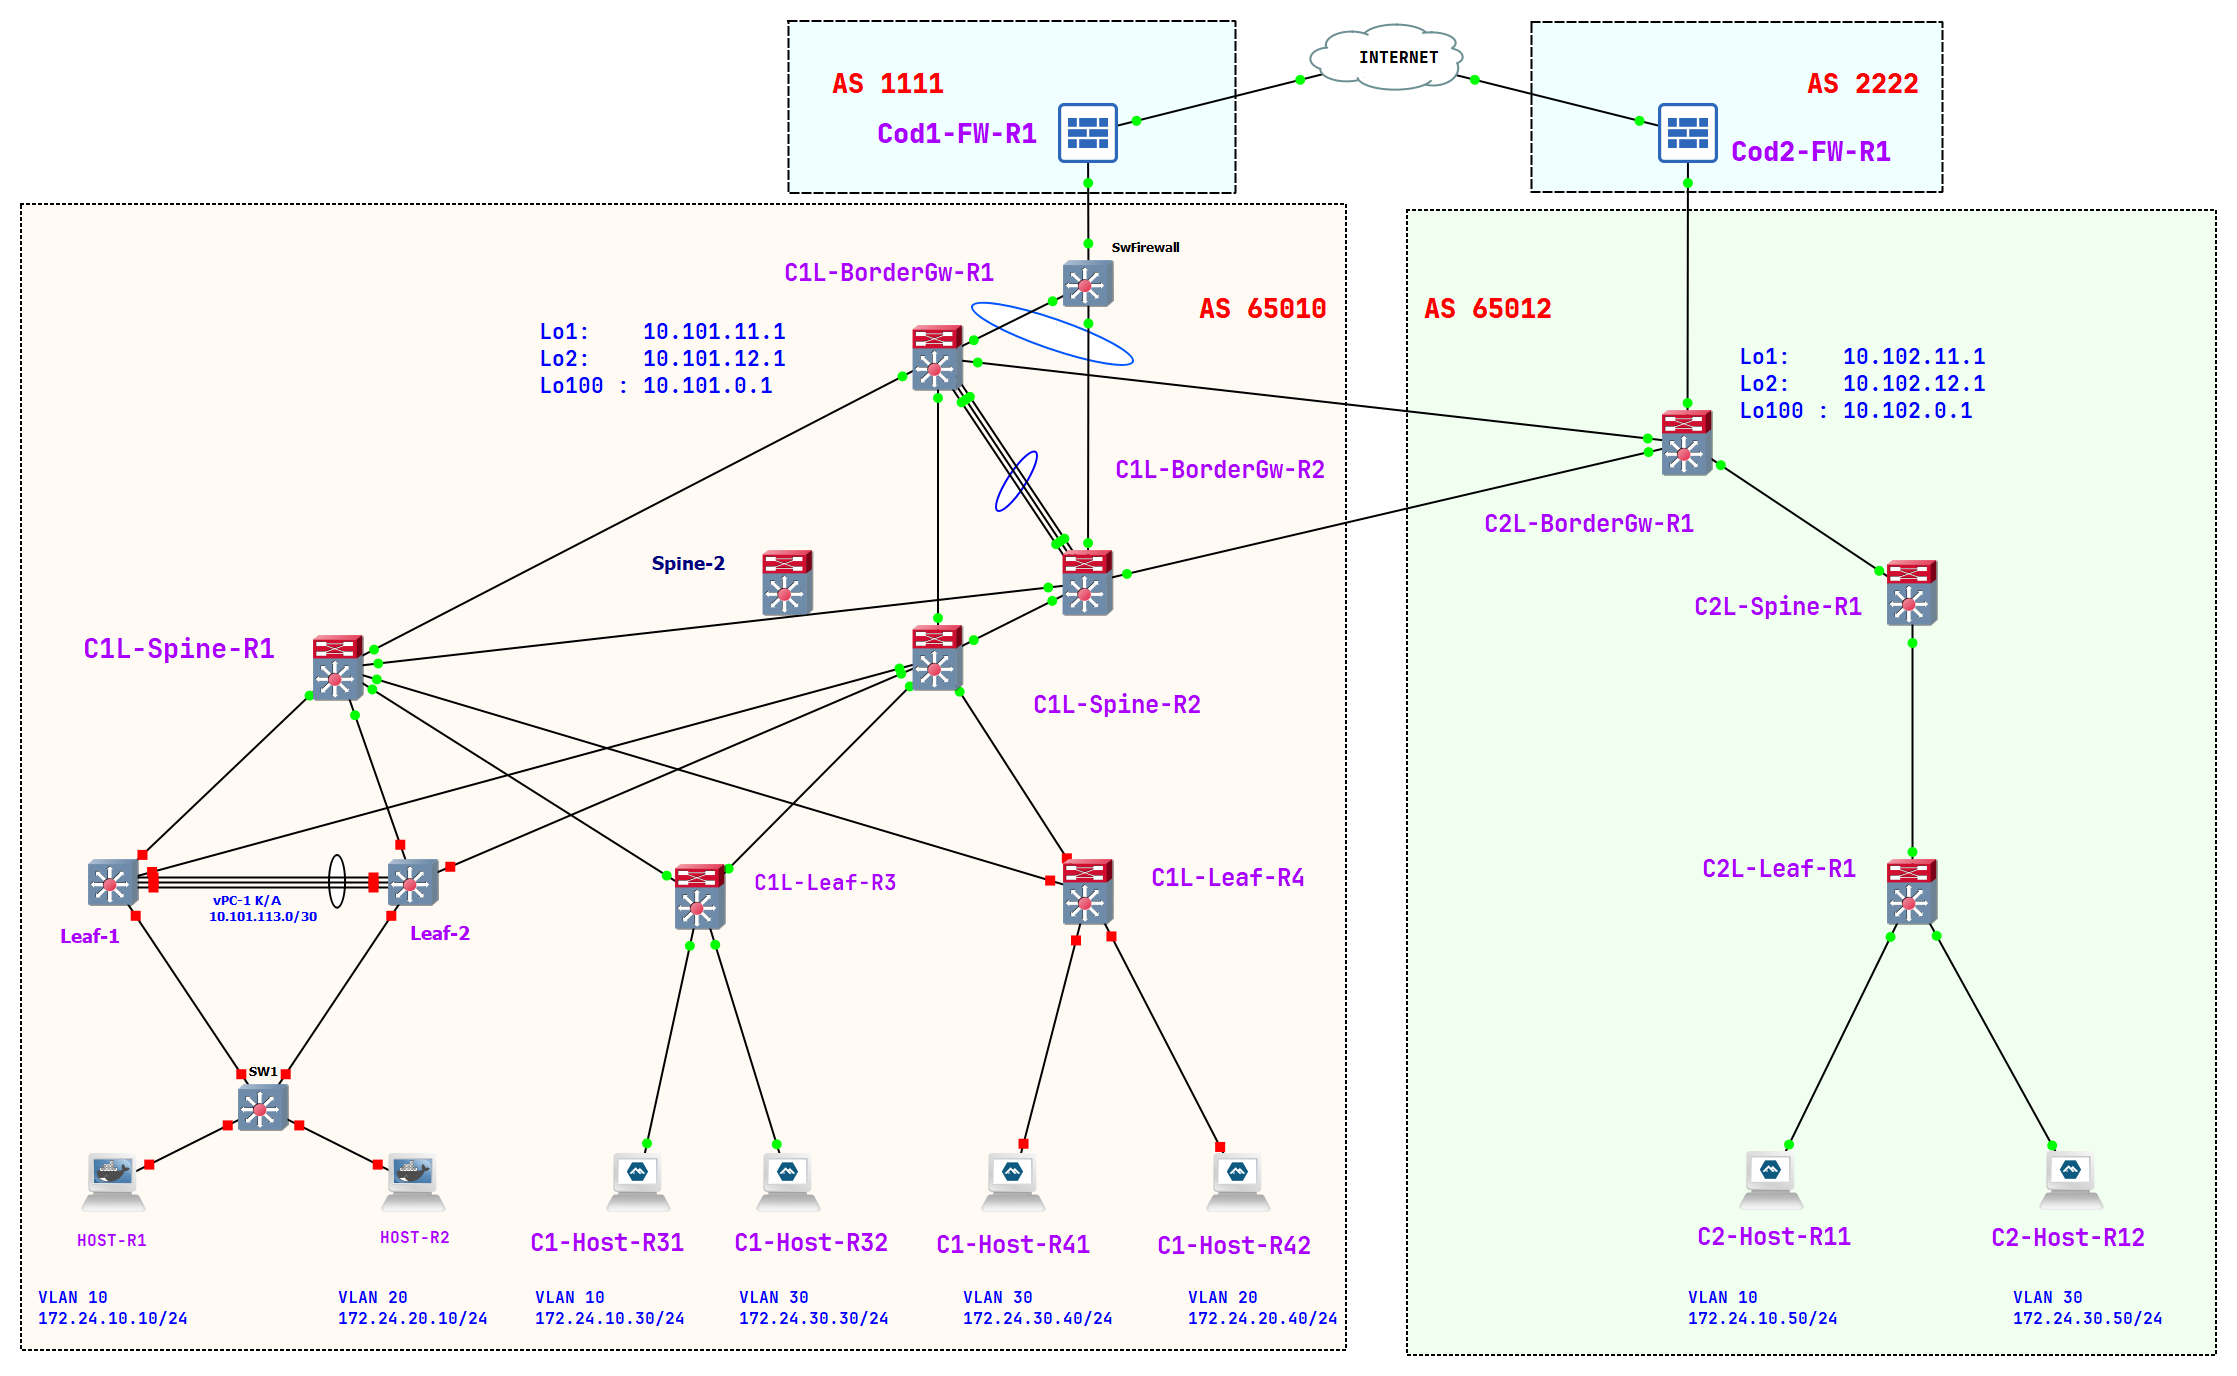 INTERNET
AS 1111
AS 2222
Cod1-FW-R1
Cod2-FW-R1
SwFirewall
C1L-BorderGw-R1
AS 65010
AS 65012
Lo1: 10.101.11.1
Lo2: 10.101.12.1
Lo100 : 10.101.0.1
Lo1: 10.102.11.1
Lo2: 10.102.12.1
Lo100 : 10.102.0.1
C1L-BorderGw-R2
C2L-BorderGw-R1
Spine-2
C2L-Spine-R1
C1L-Spine-R1
C1L-Spine-R2
C2L-Leaf-R1
C1L-Leaf-R3
C1L-Leaf-R4
vPC-1 K/A
10.101.113.0/30
Leaf-1
Leaf-2
SW1
HOST-R1
HOST-R2
C1-Host-R31
C1-Host-R32
C1-Host-R41
C1-Host-R42
C2-Host-R11
C2-Host-R12
VLAN 10
172.24.10.10/24
VLAN 20
172.24.20.10/24
VLAN 10
172.24.10.30/24
VLAN 30
172.24.30.30/24
VLAN 30
172.24.30.40/24
VLAN 20
172.24.20.40/24
VLAN 10
172.24.10.50/24
VLAN 30
172.24.30.50/24